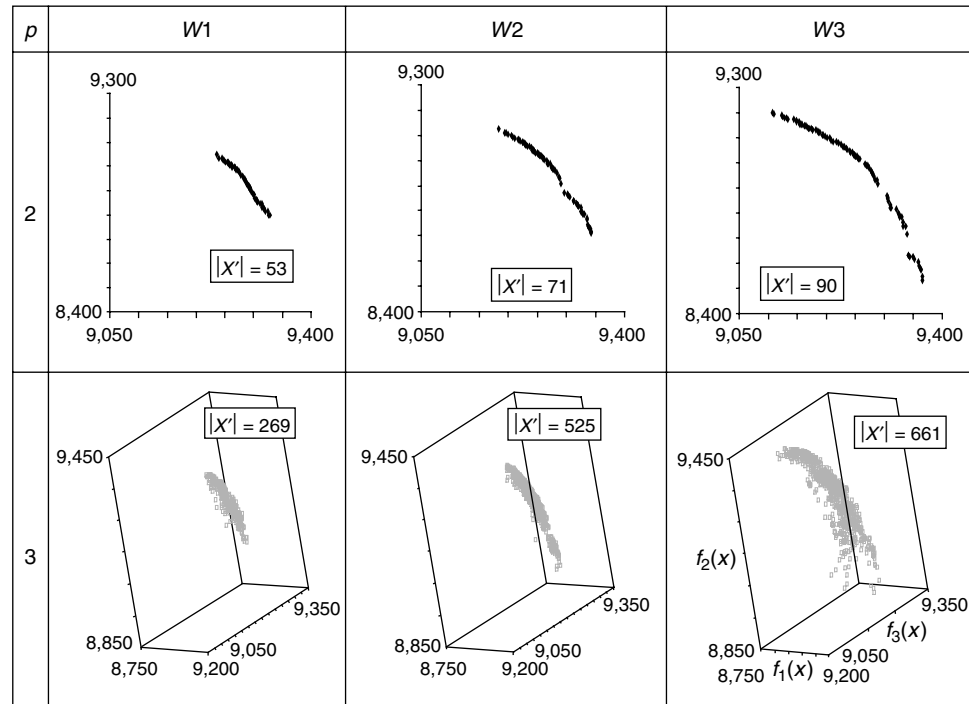 p W1 W2 W3
2
9,300
8,400
9,050 9,400
|X′| = 53
9,300
8,400
9,050 9,400
|X′| = 71
9,300
8,400
9,050 9,400
|X′| = 90
3
|X′| = 269
9,450
8,850
8,750
9,200
9,050
9,350
|X′| = 525
9,450
8,850
8,750
9,200
9,050
9,350
|X′| = 661
9,450
f2(x)
8,850
8,750
f1(x)
9,200
9,050
f3(x)
9,350